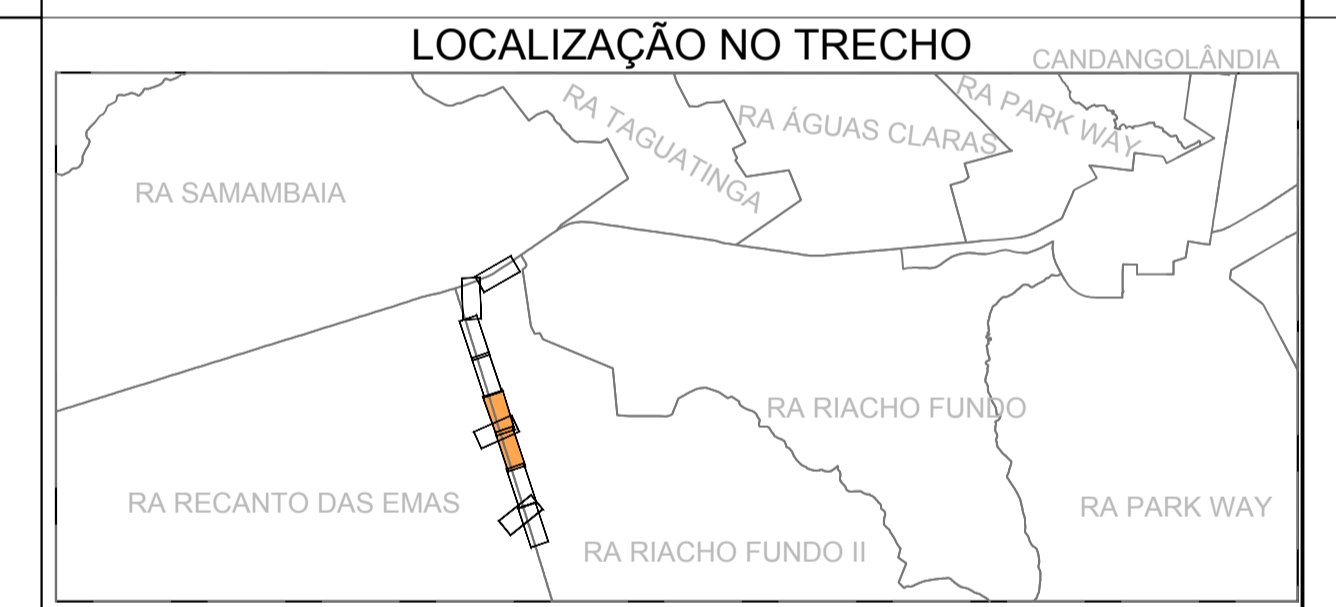 LOCALIZAÇÃO NO TRECHO
CANDANGOLÂNDIA
RA PARK WAY
RA TAGUATINGA
RA ÁGUAS CLARAS
RA SAMAMBAIA
RA RIACHO FUNDO
RA RECANTO DAS EMAS
RA PARK WAY
RA RIACHO FUNDO II